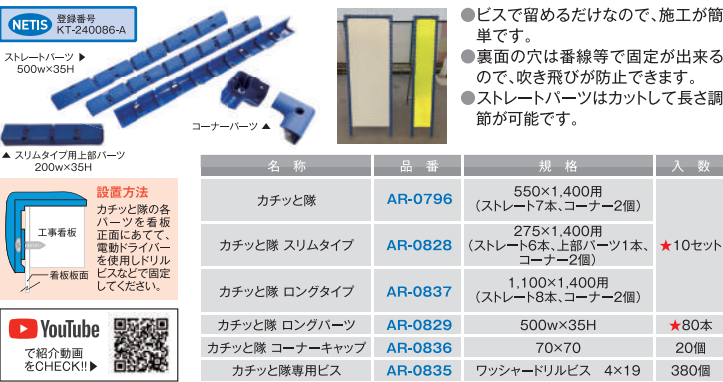 NETIS 登録番号
KT-240086-A
ストレートパーツ ▶
500w×35H
コーナーパーツ ▲
▲ スリムタイプ用上部パーツ
200w×35H
●ビスで留めるだけなので、施工が簡
単です。
●裏面の穴は番線等で固定が出来る
ので、吹き飛びが防止できます。
●ストレートパーツはカットして長さ調
節が可能です。
設置方法
カチッと隊の各
パーツを看板
正面にあてて、
電動ドライバー
を使用しドリル
ビスなどで固定
してください。
工事看板
看板板面
YouTube
で紹介動画
をCHECK!!▶
名 称 品 番 規 格 入 数
カチッと隊 AR-0796 550×1,400用
（ストレート7本、コーナー2個）
カチッと隊 スリムタイプ AR-0828 275×1,400用
（ストレート6本、上部パーツ1本、
コーナー2個）
★10セット
カチッと隊 ロングタイプ AR-0837 1,100×1,400用
（ストレート8本、コーナー2個）
カチッと隊 ロングパーツ AR-0829 500w×35H ★80本
カチッと隊 コーナーキャップ AR-0836 70×70 20個
カチッと隊専用ビス AR-0835 ワッシャードリルビス 4×19 380個